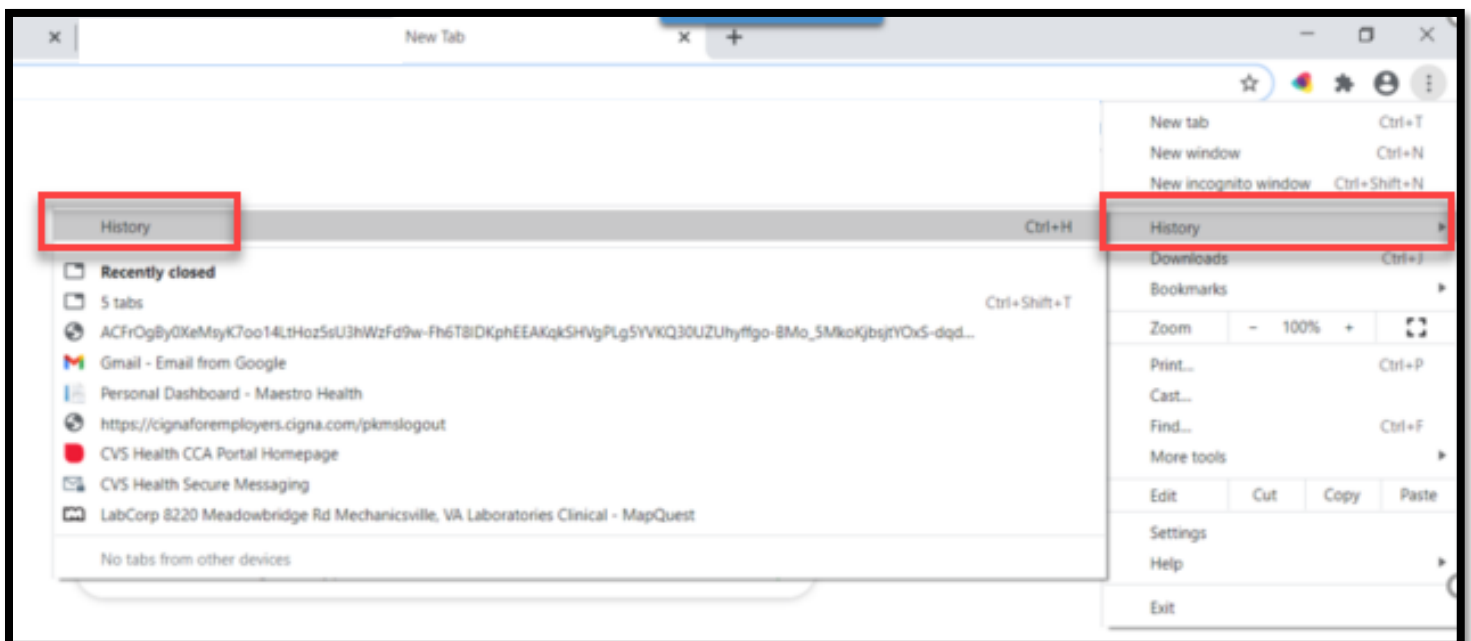 New Tab
New tab Ctrl+T
New window Ctrl+N
New incognito window Ctrl+Shift+N
History
Downloads Ctrl+J
Bookmarks
Zoom - 100% +
Print... Ctrl+P
Cast...
Find... Ctrl+F
More tools
Edit Cut Copy Paste
Settings
Help
Exit
History Ctrl+H
Recently closed
5 tabs Ctrl+Shift+T
Gmail - Email from Google
Personal Dashboard - Maestro Health
https://cignaforemployers.cigna.com/pkmslogout
CVS Health CCA Portal Homepage
CVS Health Secure Messaging
LabCorp 8220 Meadowbridge Rd Mechanicsville, VA Laboratories Clinical - MapQuest
No tabs from other devices